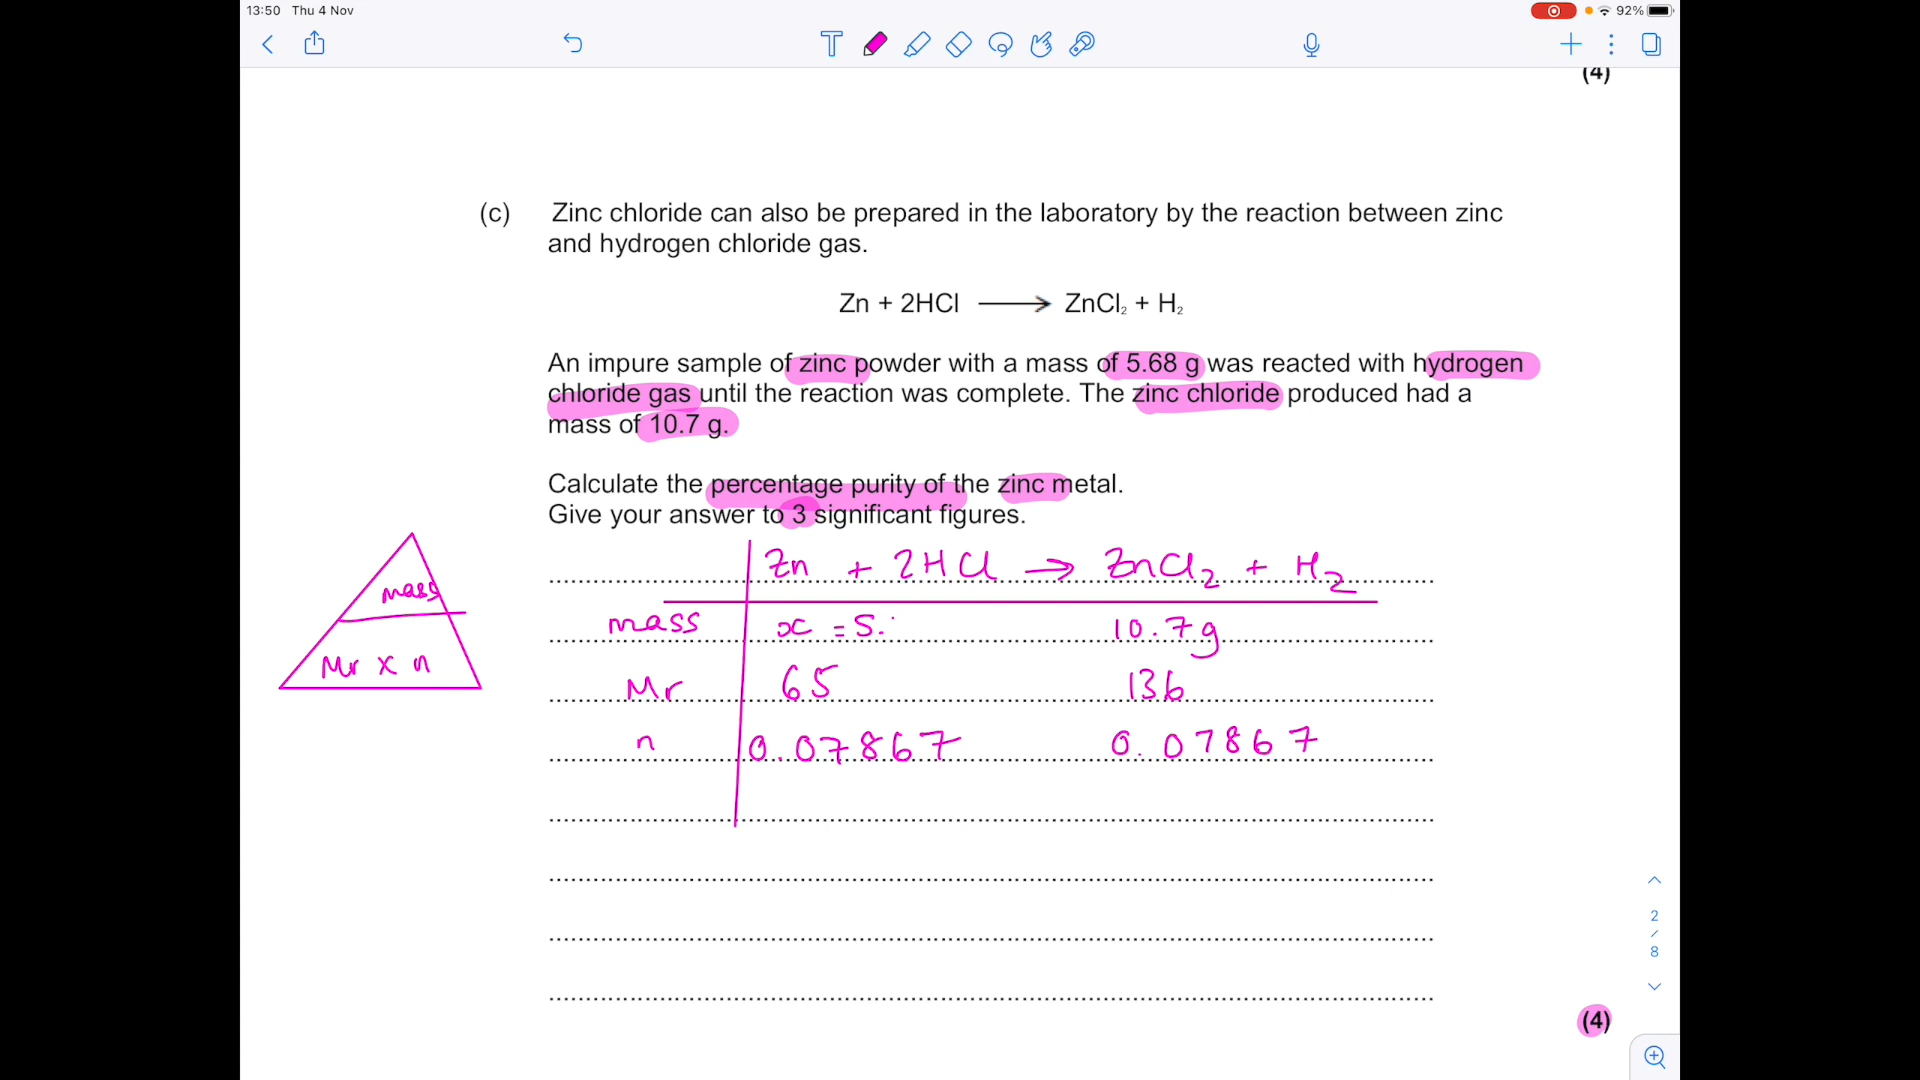 13:50 Thu 4 Nov
92%
(4)
(c) Zinc chloride can also be prepared in the laboratory by the reaction between zinc
and hydrogen chloride gas.
Zn + 2HCl ⟶ ZnCl₂ + H₂
An impure sample of zinc powder with a mass of 5.68 g was reacted with hydrogen
chloride gas until the reaction was complete. The zinc chloride produced had a
mass of 10.7 g.
Calculate the percentage purity of the zinc metal.
Give your answer to 3 significant figures.
Zn + 2HCl → ZnCl₂ + H₂
mass
mass x = 5. 10.7g
Mr x n
Mr 65 136
n 0.07867 0.07867
2
/
8
(4)